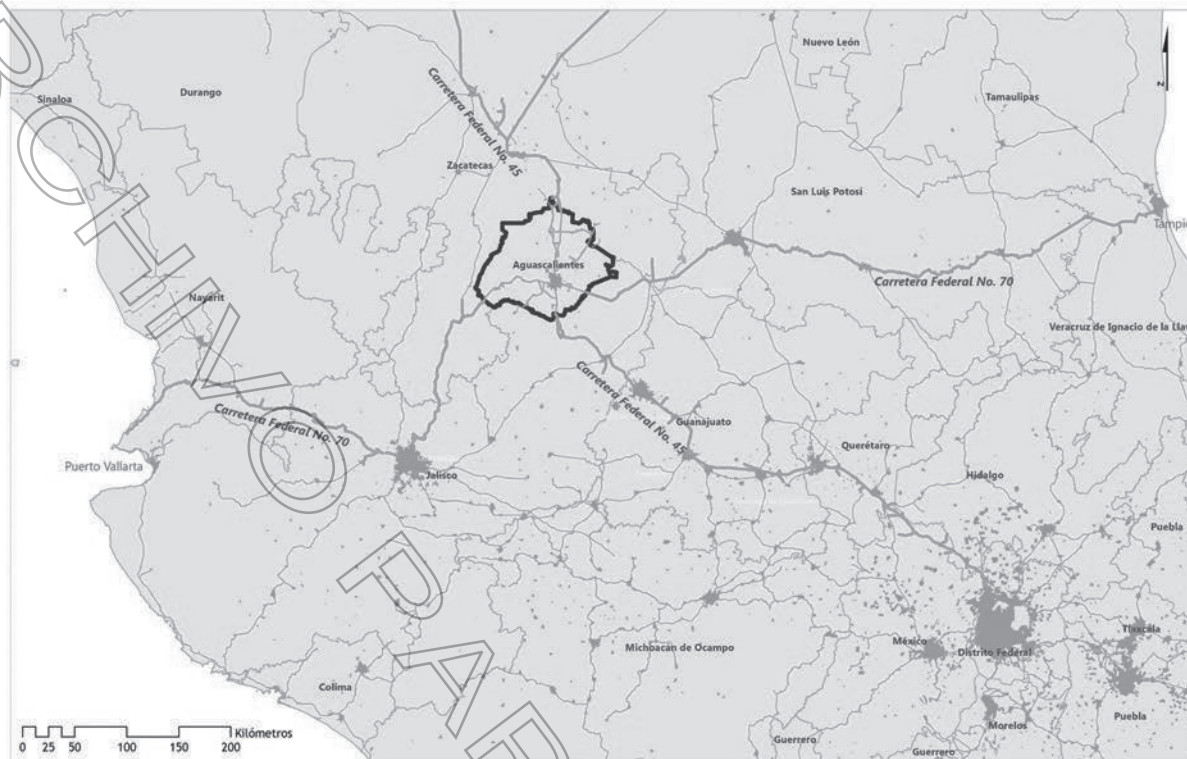 Nuevo León
Sinaloa
Durango
Tamaulipas
N
Carretera Federal No. 45
Zacatecas
San Luis Potosí
Tampic
Aguascalientes
Carretera Federal No. 70
Nayarit
Veracruz de Ignacio de la Llav
Carretera Federal No. 45
Carretera Federal No. 70
Guanajuato
Querétaro
Puerto Vallarta
Jalisco
Hidalgo
Puebla
Tlaxcala
México
Michoacán de Ocampo
Distrito Federal
Colima
Puebla
Morelos
Kilómetros
0 25 50 100 150 200
Guerrero
Guerrero